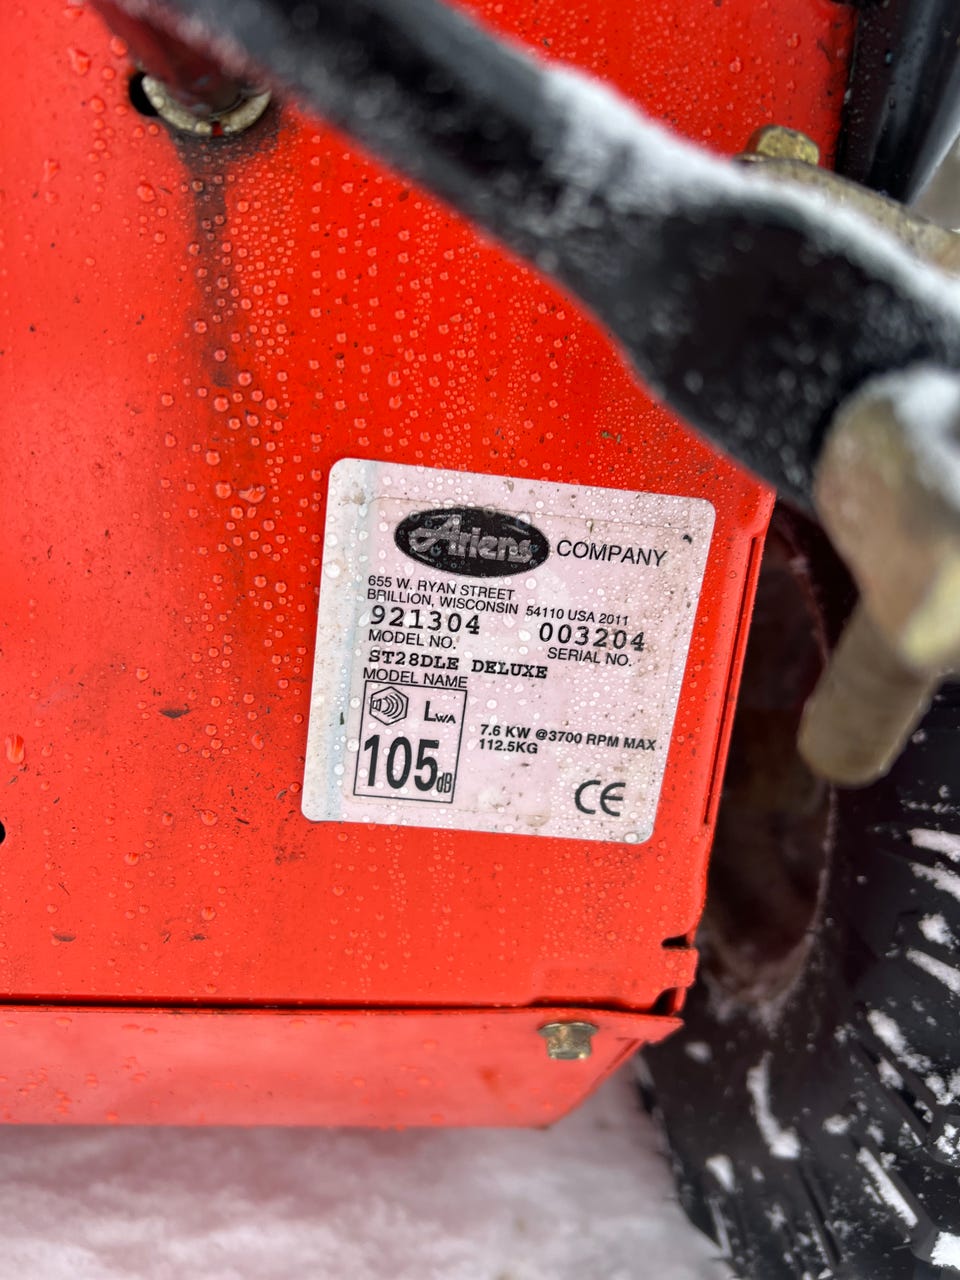 Ariens COMPANY
655 W. RYAN STREET
BRILLION, WISCONSIN 54110 USA 2011
921304 003204
MODEL NO. SERIAL NO.
ST28DLE DELUXE
MODEL NAME
LWA
105dB
7.6 KW @3700 RPM MAX
112.5KG
CE